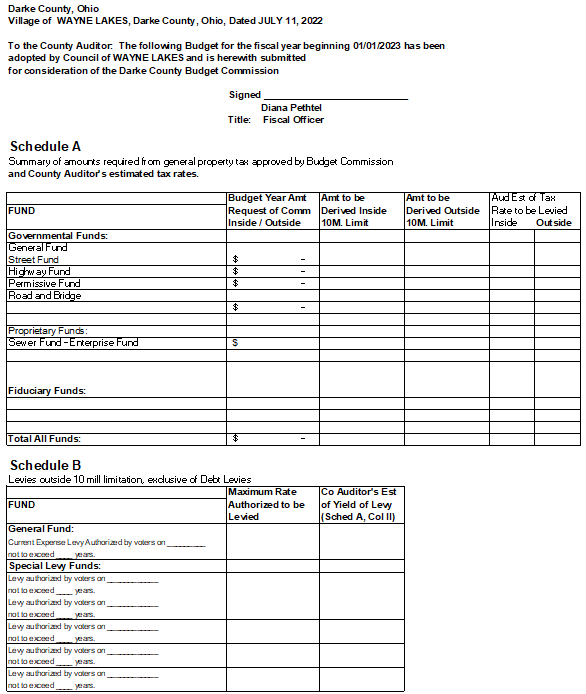 Darke County, Ohio
Village of WAYNE LAKES, Darke County, Ohio, Dated JULY 11, 2022
To the County Auditor: The following Budget for the fiscal year beginning 01/01/2023 has been
adopted by Council of WAYNE LAKES and is herewith submitted
for consideration of the Darke County Budget Commission
Signed
Diana Pethtel
Title: Fiscal Officer
Schedule A
Summary of amounts required from general property tax approved by Budget Commission
and County Auditor's estimated tax rates.
Budget Year Amt Amt to be Amt to be Aud Est of Tax
FUND Request of Comm Derived Inside Derived Outside Rate to be Levied
Inside / Outside 10M. Limit 10M. Limit Inside Outside
Governmental Funds:
General Fund
Street Fund $ -
Highway Fund $ -
Permissive Fund $ -
Road and Bridge
$ -
Proprietary Funds:
Sewer Fund - Enterprise Fund $
Fiduciary Funds:
Total All Funds: $ -
Schedule B
Levies outside 10 mill limitation, exclusive of Debt Levies
Maximum Rate Co Auditor's Est
FUND Authorized to be of Yield of Levy
Levied (Sched A, Col II)
General Fund:
Current Expense Levy Authorized by voters on ________
not to exceed ____ years.
Special Levy Funds:
Levy authorized by voters on ___________
not to exceed ____ years.
Levy authorized by voters on ___________
not to exceed ____ years.
Levy authorized by voters on ___________
not to exceed ____ years.
Levy authorized by voters on ___________
not to exceed ____ years.
Levy authorized by voters on ___________
not to exceed ____ years.